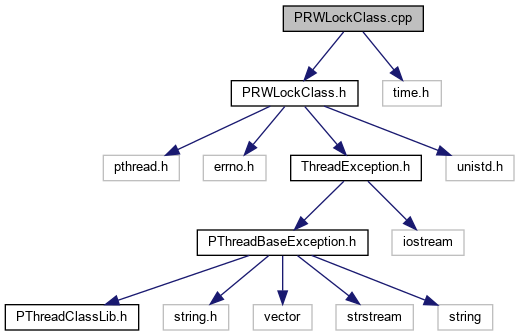 PRWLockClass.cpp
PRWLockClass.h
time.h
pthread.h
errno.h
ThreadException.h
unistd.h
PThreadBaseException.h
iostream
PThreadClassLib.h
string.h
vector
strstream
string